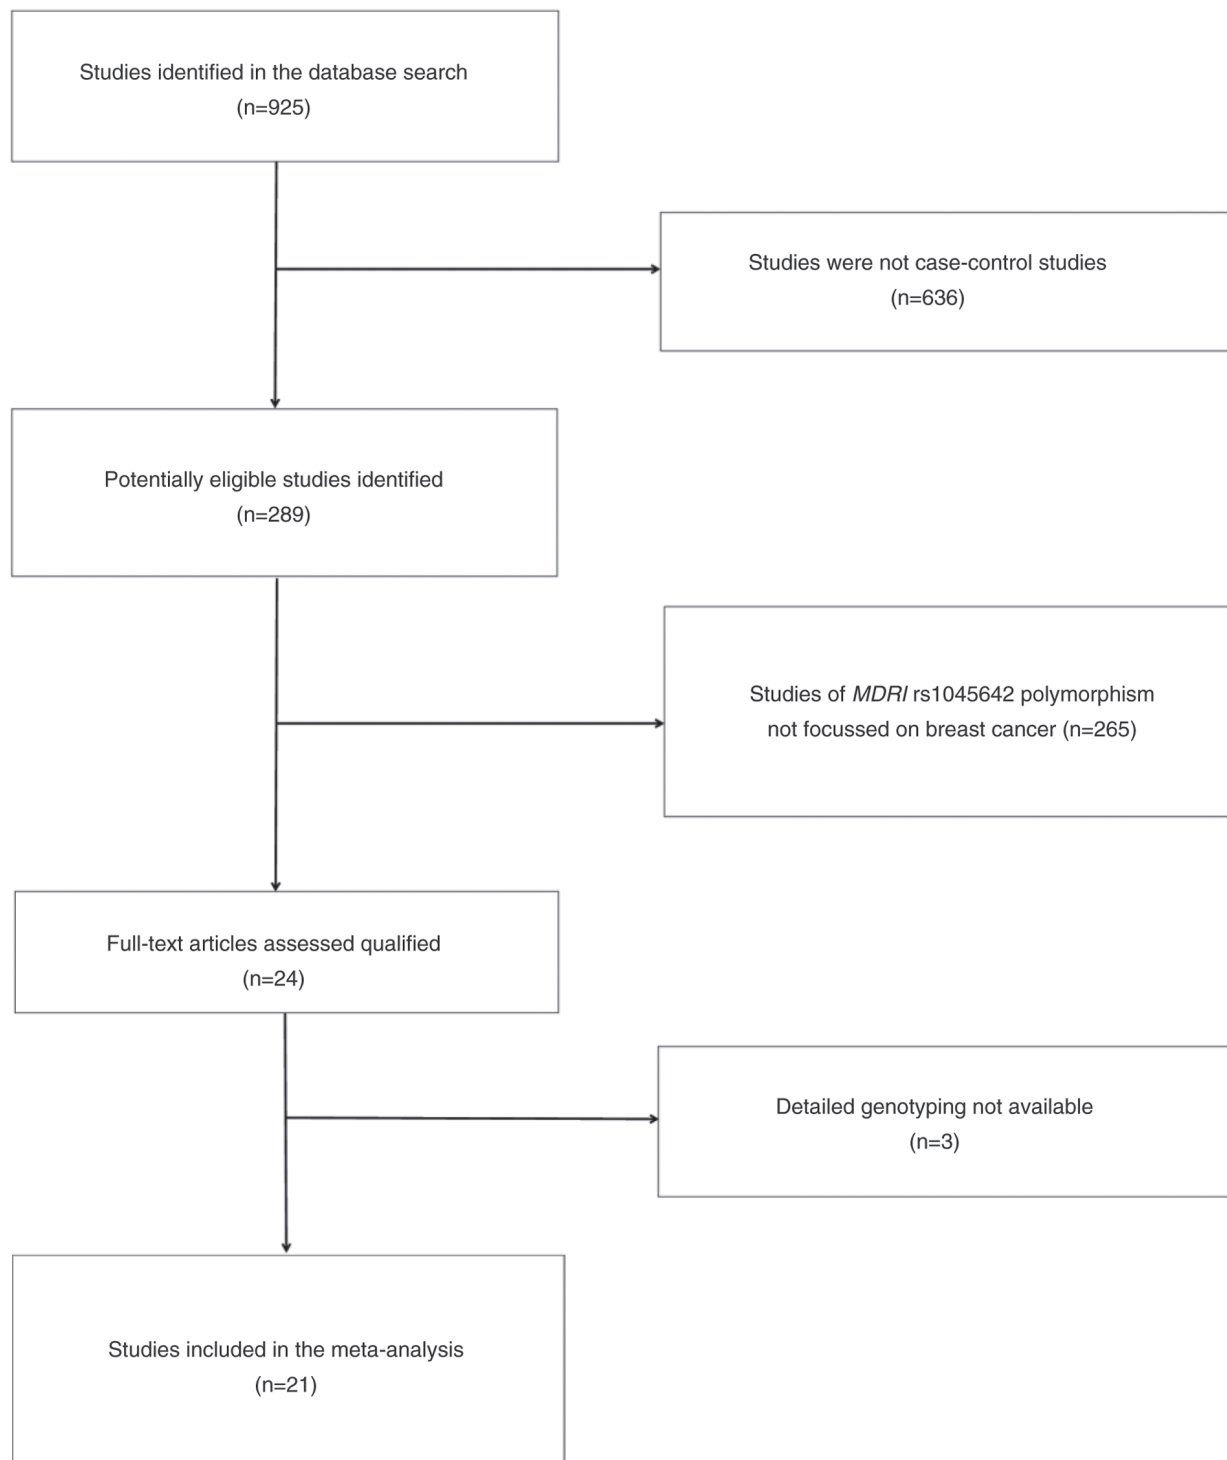 Studies identified in the database search
(n=925)
Studies were not case-control studies
(n=636)
Potentially eligible studies identified
(n=289)
Studies of MDRI rs1045642 polymorphism
not focussed on breast cancer (n=265)
Full-text articles assessed qualified
(n=24)
Detailed genotyping not available
(n=3)
Studies included in the meta-analysis
(n=21)